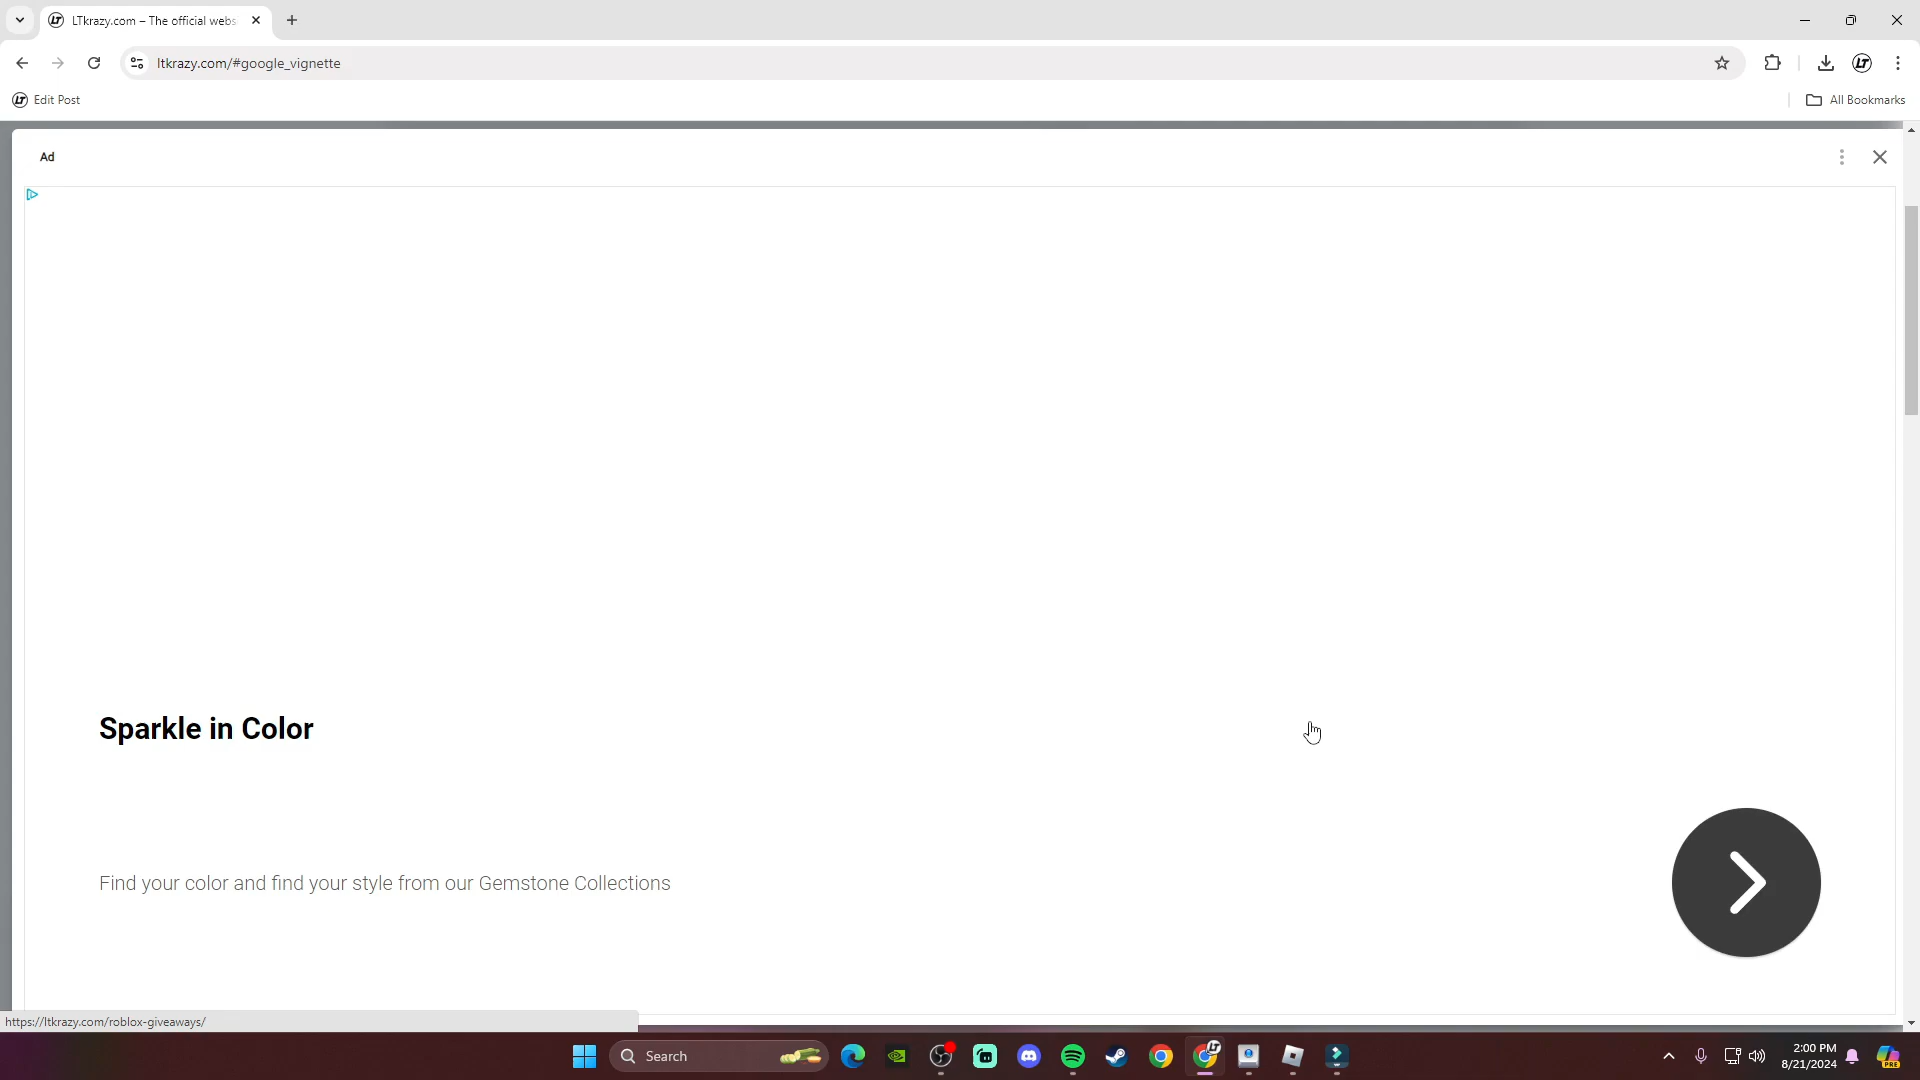 LTkrazy.com – The official webs
ltkrazy.com/#google_vignette
Edit Post
All Bookmarks
Ad
Sparkle in Color
Find your color and find your style from our Gemstone Collections
https://ltkrazy.com/roblox-giveaways/
Search
2:00 PM
8/21/2024
PRE